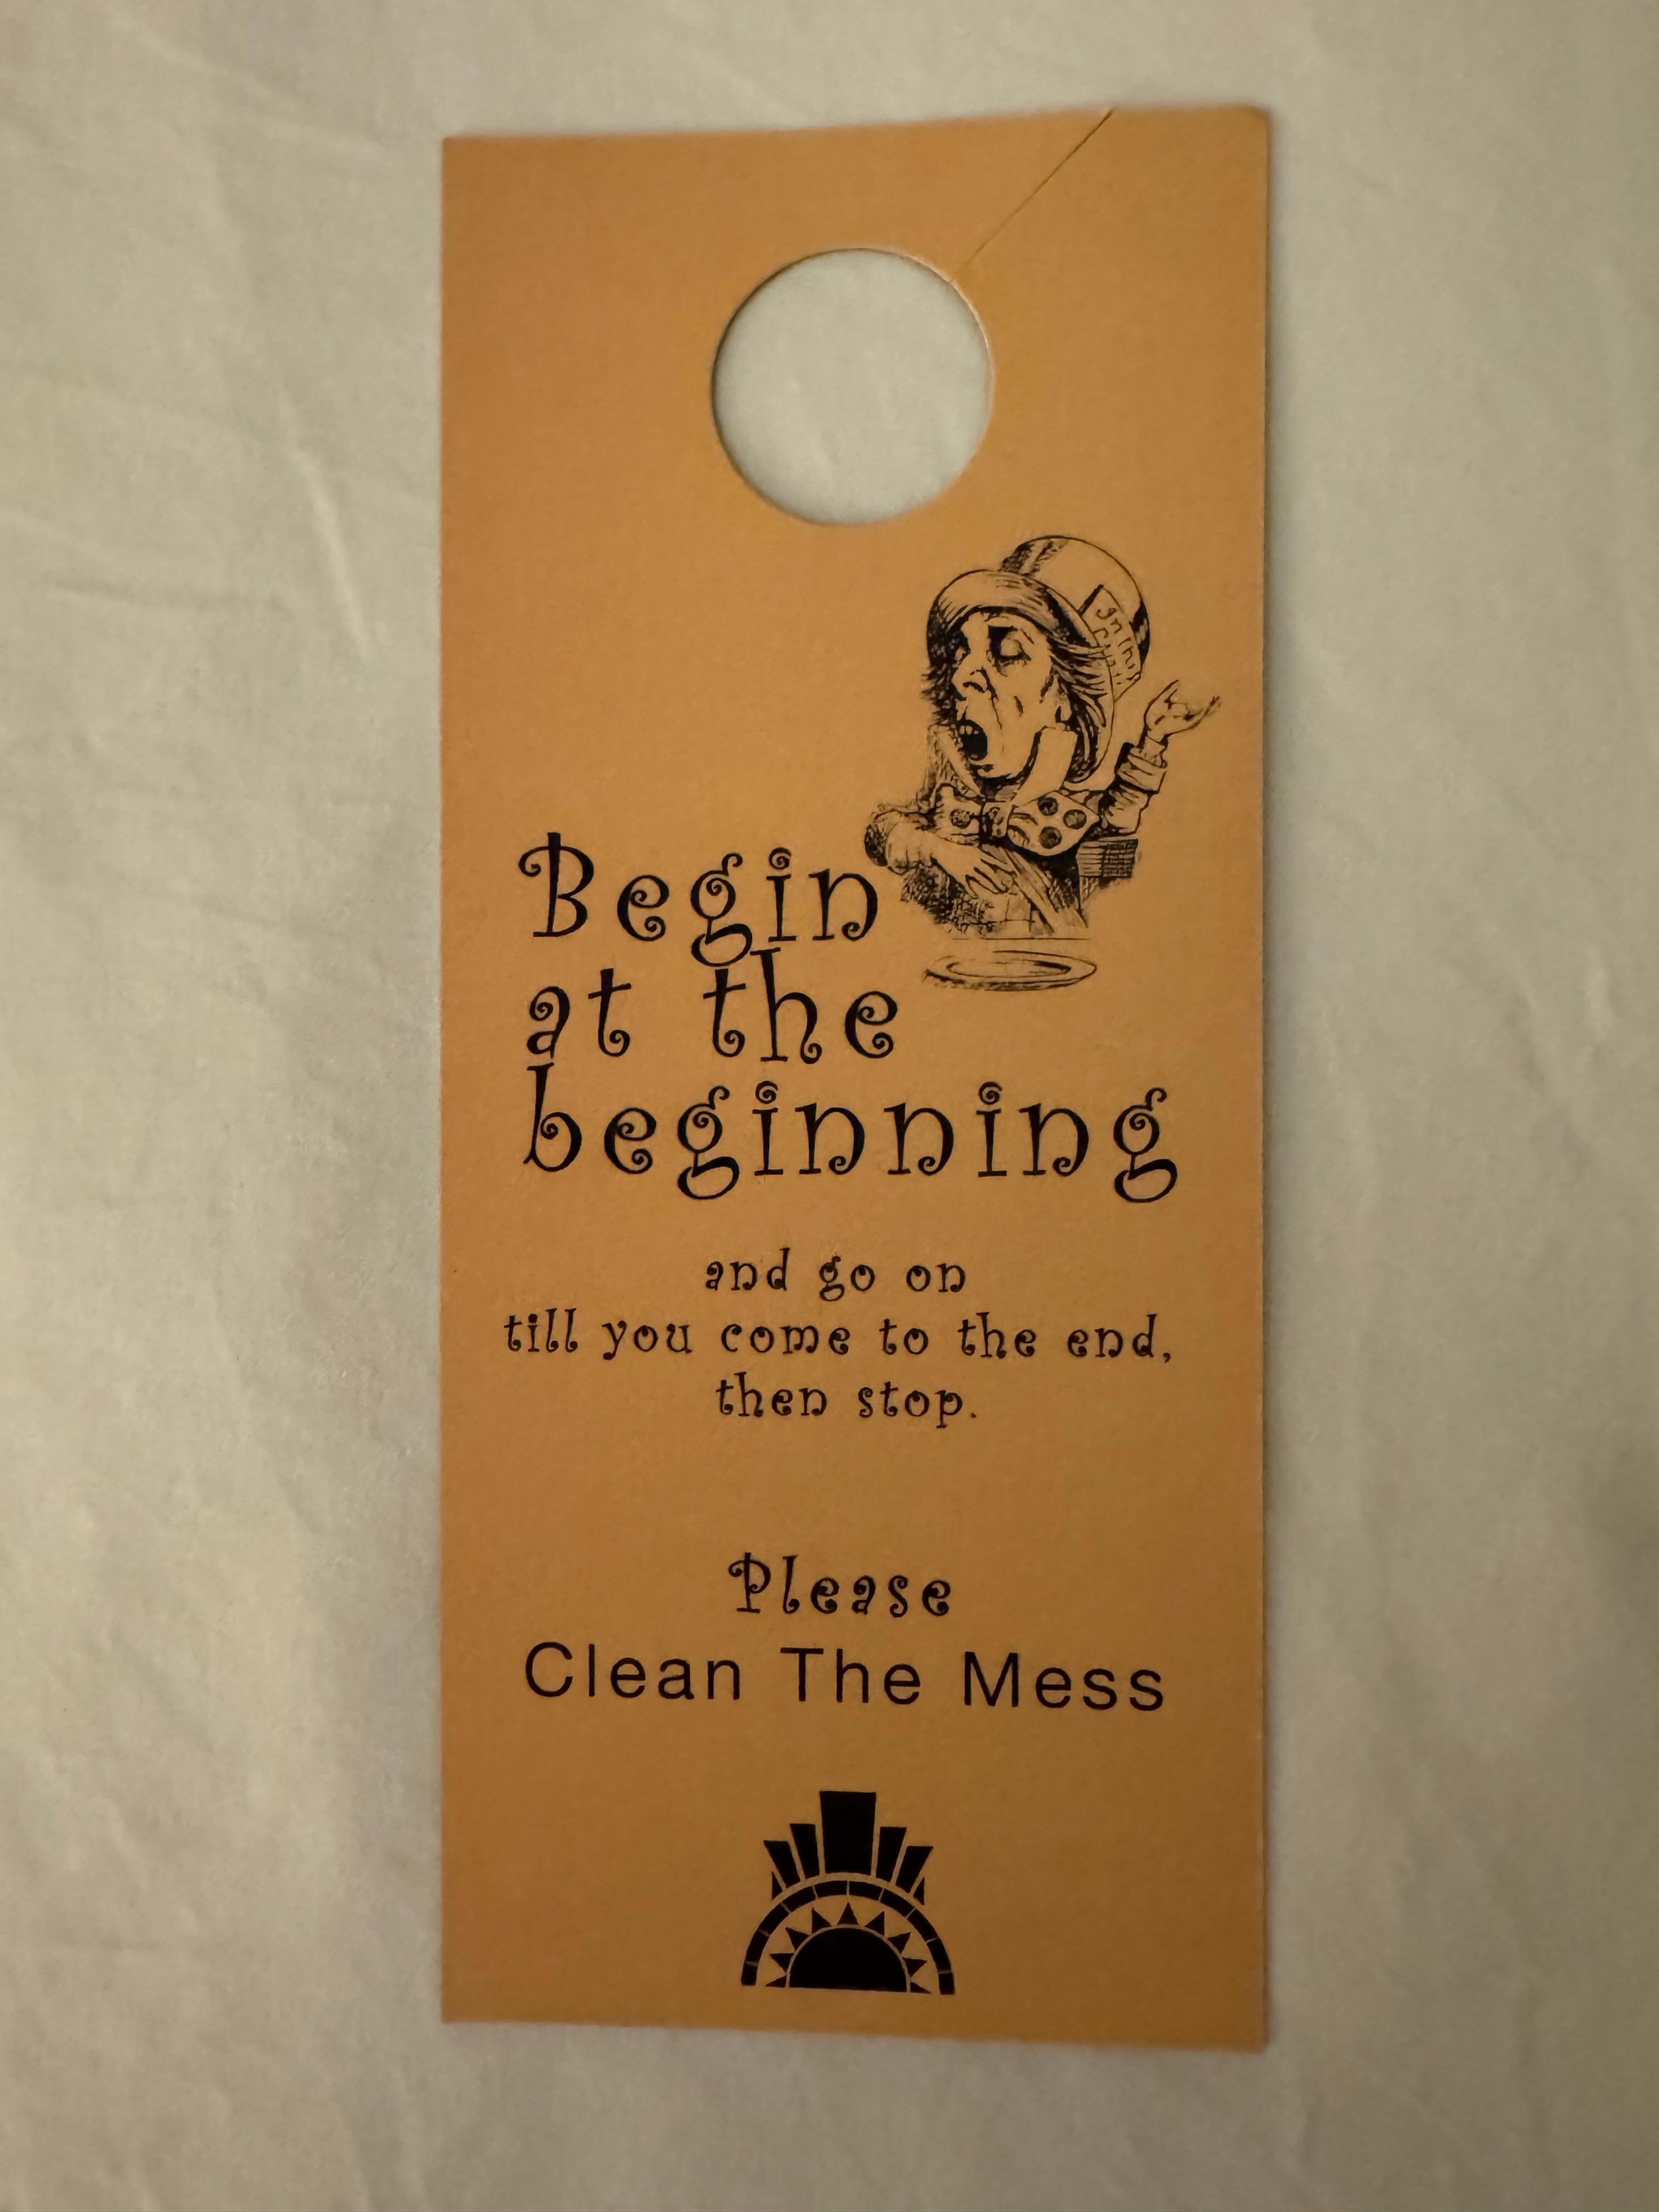 Begin
at the
beginning
and go on
till you come to the end,
then stop.
Please
Clean The Mess